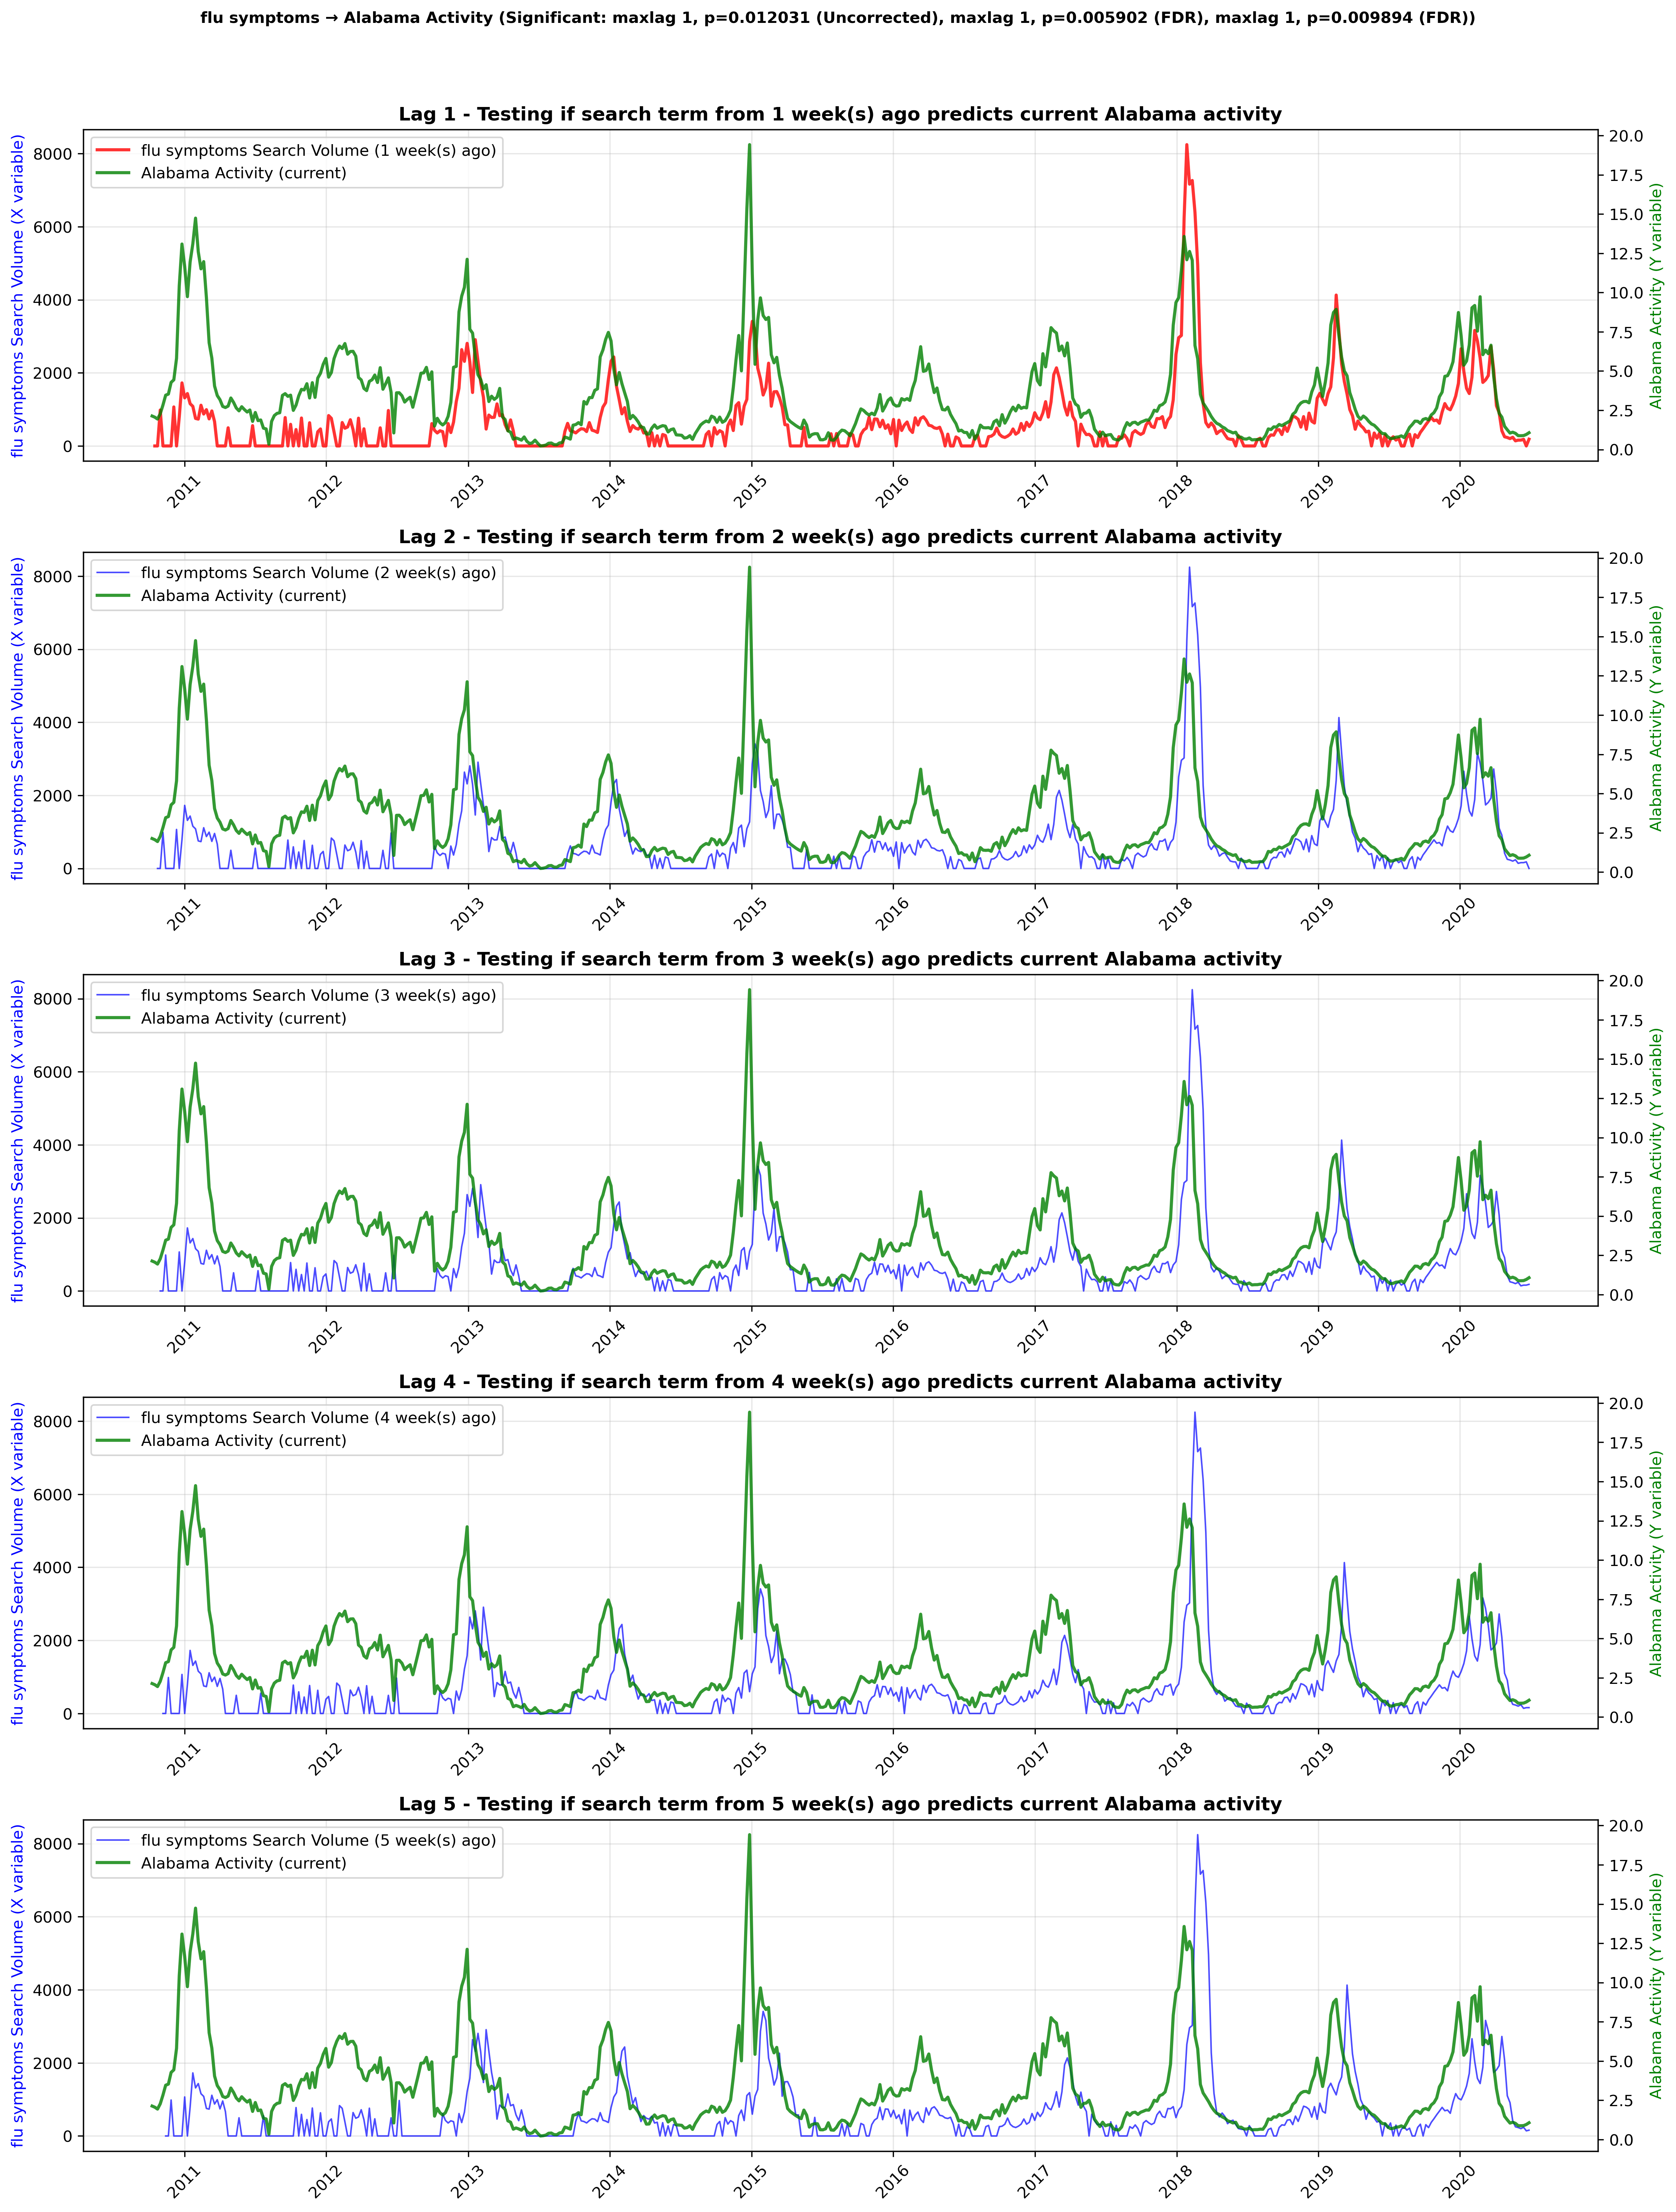 flu symptoms → Alabama Activity (Significant: maxlag 1, p=0.012031 (Uncorrected), maxlag 1, p=0.005902 (FDR), maxlag 1, p=0.009894 (FDR))
Lag 1 - Testing if search term from 1 week(s) ago predicts current Alabama activity
flu symptoms Search Volume (1 week(s) ago)
Alabama Activity (current)
flu symptoms Search Volume (X variable)
8000
6000
4000
2000
0
20.0
17.5
15.0
12.5
10.0
7.5
5.0
2.5
0.0
Alabama Activity (Y variable)
2011 2012 2013 2014 2015 2016 2017 2018 2019 2020
Lag 2 - Testing if search term from 2 week(s) ago predicts current Alabama activity
flu symptoms Search Volume (2 week(s) ago)
Alabama Activity (current)
flu symptoms Search Volume (X variable)
8000
6000
4000
2000
0
20.0
17.5
15.0
12.5
10.0
7.5
5.0
2.5
0.0
Alabama Activity (Y variable)
2011 2012 2013 2014 2015 2016 2017 2018 2019 2020
Lag 3 - Testing if search term from 3 week(s) ago predicts current Alabama activity
flu symptoms Search Volume (3 week(s) ago)
Alabama Activity (current)
flu symptoms Search Volume (X variable)
8000
6000
4000
2000
0
20.0
17.5
15.0
12.5
10.0
7.5
5.0
2.5
0.0
Alabama Activity (Y variable)
2011 2012 2013 2014 2015 2016 2017 2018 2019 2020
Lag 4 - Testing if search term from 4 week(s) ago predicts current Alabama activity
flu symptoms Search Volume (4 week(s) ago)
Alabama Activity (current)
flu symptoms Search Volume (X variable)
8000
6000
4000
2000
0
20.0
17.5
15.0
12.5
10.0
7.5
5.0
2.5
0.0
Alabama Activity (Y variable)
2011 2012 2013 2014 2015 2016 2017 2018 2019 2020
Lag 5 - Testing if search term from 5 week(s) ago predicts current Alabama activity
flu symptoms Search Volume (5 week(s) ago)
Alabama Activity (current)
flu symptoms Search Volume (X variable)
8000
6000
4000
2000
0
20.0
17.5
15.0
12.5
10.0
7.5
5.0
2.5
0.0
Alabama Activity (Y variable)
2011 2012 2013 2014 2015 2016 2017 2018 2019 2020